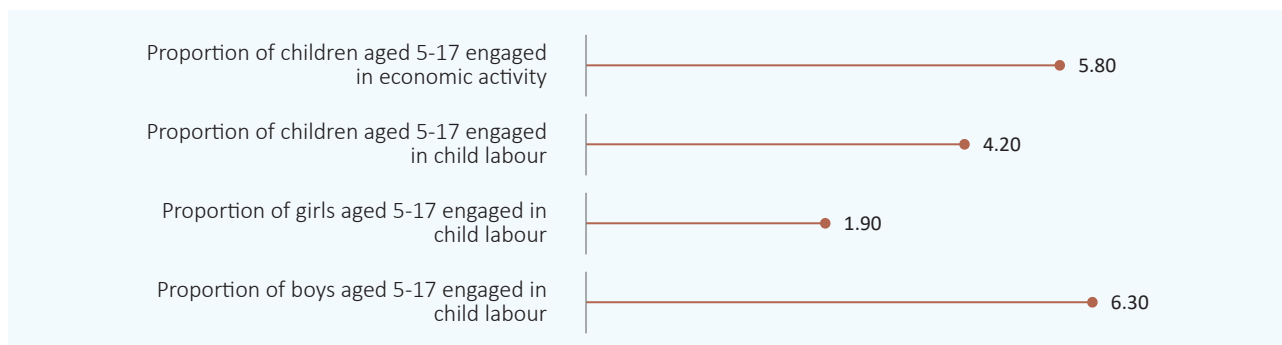 Proportion of children aged 5-17 engaged
in economic activity
5.80
Proportion of children aged 5-17 engaged
in child labour
4.20
Proportion of girls aged 5-17 engaged in
child labour
1.90
Proportion of boys aged 5-17 engaged in
child labour
6.30